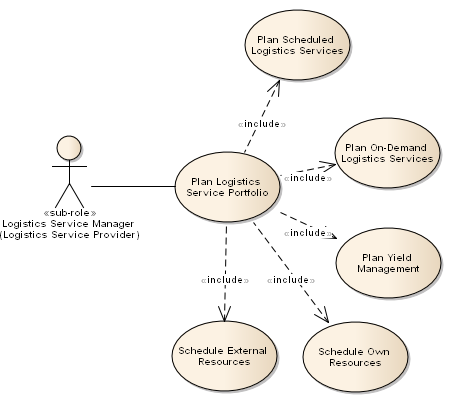 Plan Scheduled
Logistics Services
«include»
Plan On-Demand
Logistics Services
«include»
Plan Logistics
Service Portfolio
«sub-role»
Logistics Service Manager
(Logistics Service Provider)
«include»
Plan Yield
Management
«include»
«include»
Schedule External
Resources
Schedule Own
Resources